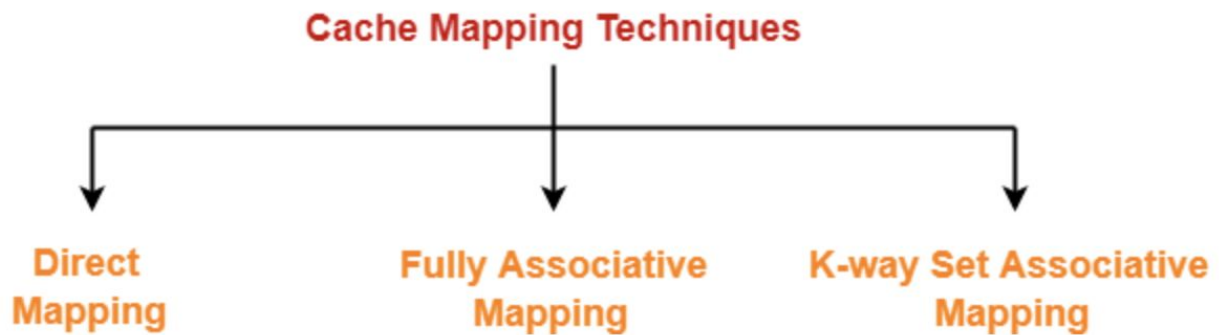 Cache Mapping Techniques
Direct
Mapping
Fully Associative
Mapping
K-way Set Associative
Mapping